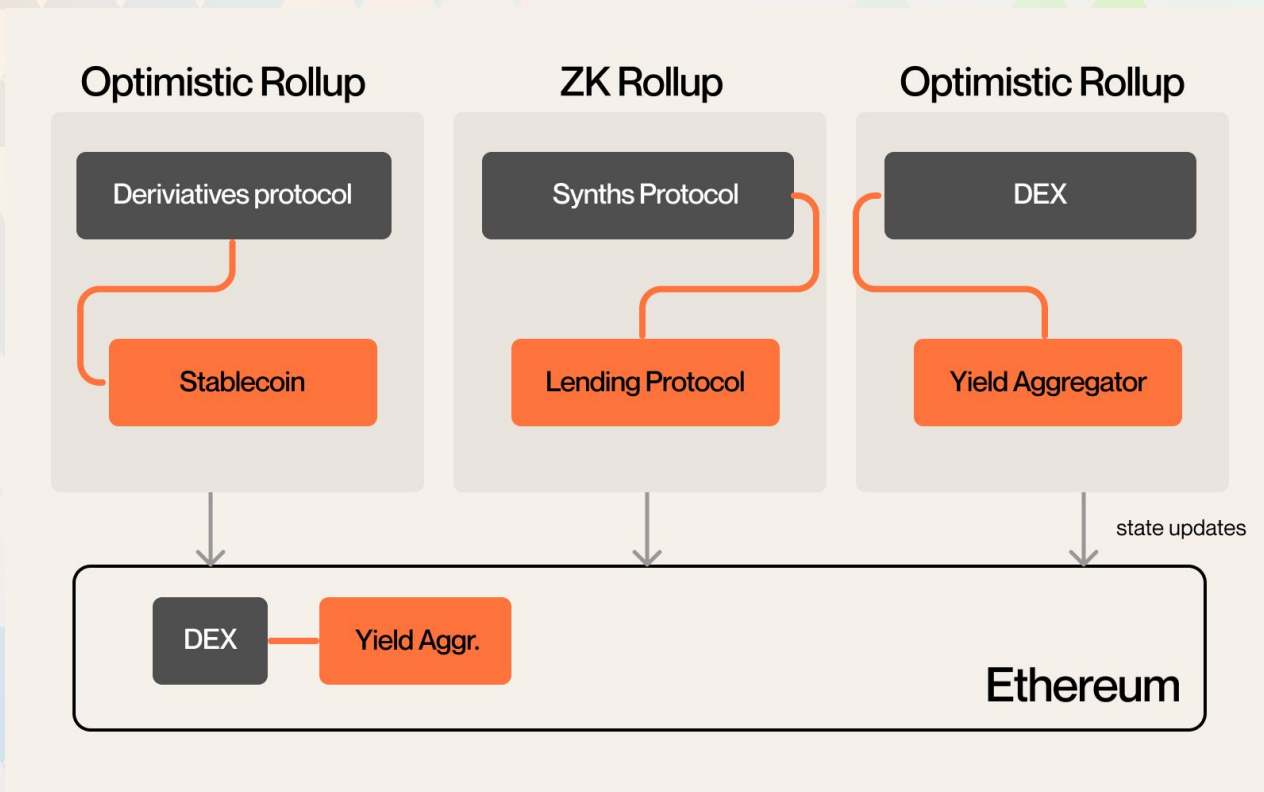 Optimistic Rollup
ZK Rollup
Optimistic Rollup
Deriviatives protocol
Synths Protocol
DEX
Stablecoin
Lending Protocol
Yield Aggregator
state updates
DEX
Yield Aggr.
Ethereum